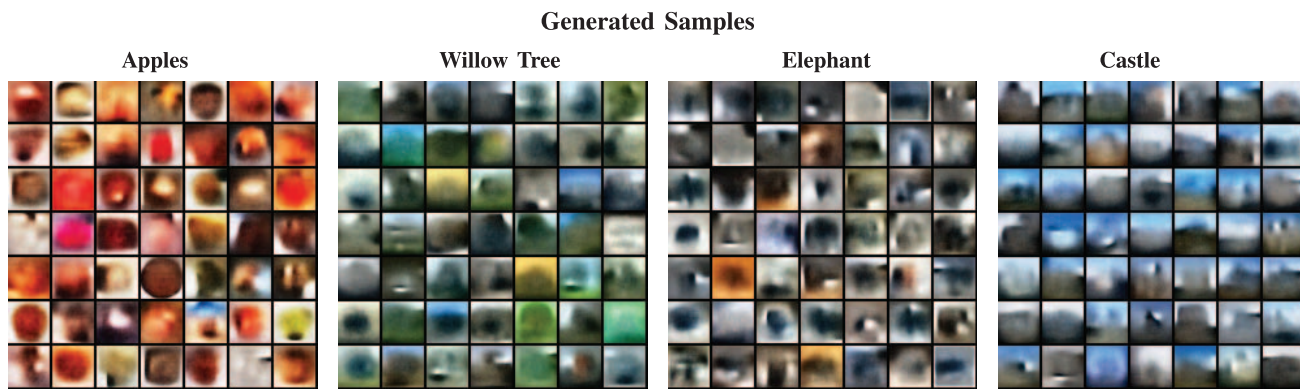 Generated Samples
Apples
Willow Tree
Elephant
Castle